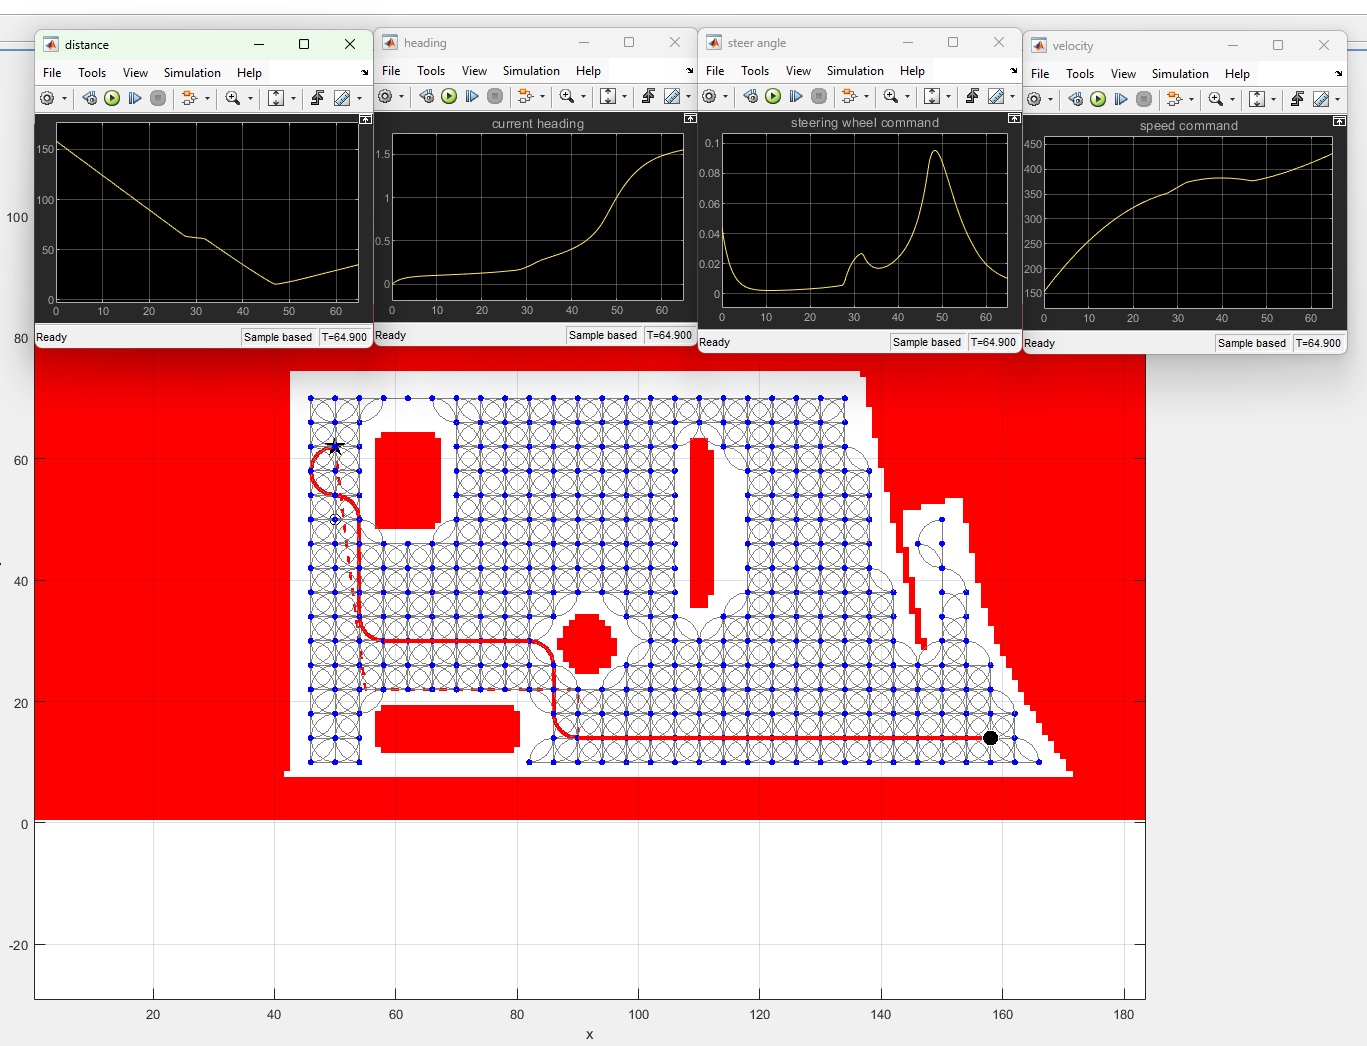 distance
File Tools View Simulation Help
150
100
50
0
0 10 20 30 40 50 60
Ready Sample based T=64.900
heading
File Tools View Simulation Help
current heading
1.5
1
0.5
0
0 10 20 30 40 50 60
Ready Sample based T=64.900
steer angle
File Tools View Simulation Help
steering wheel command
0.1
0.08
0.06
0.04
0.02
0
0 10 20 30 40 50 60
Ready Sample based T=64.900
velocity
File Tools View Simulation Help
speed command
450
400
350
300
250
200
150
0 10 20 30 40 50 60
Ready Sample based T=64.900
100
80
60
40
20
0
-20
20 40 60 80 100 120 140 160 180
x